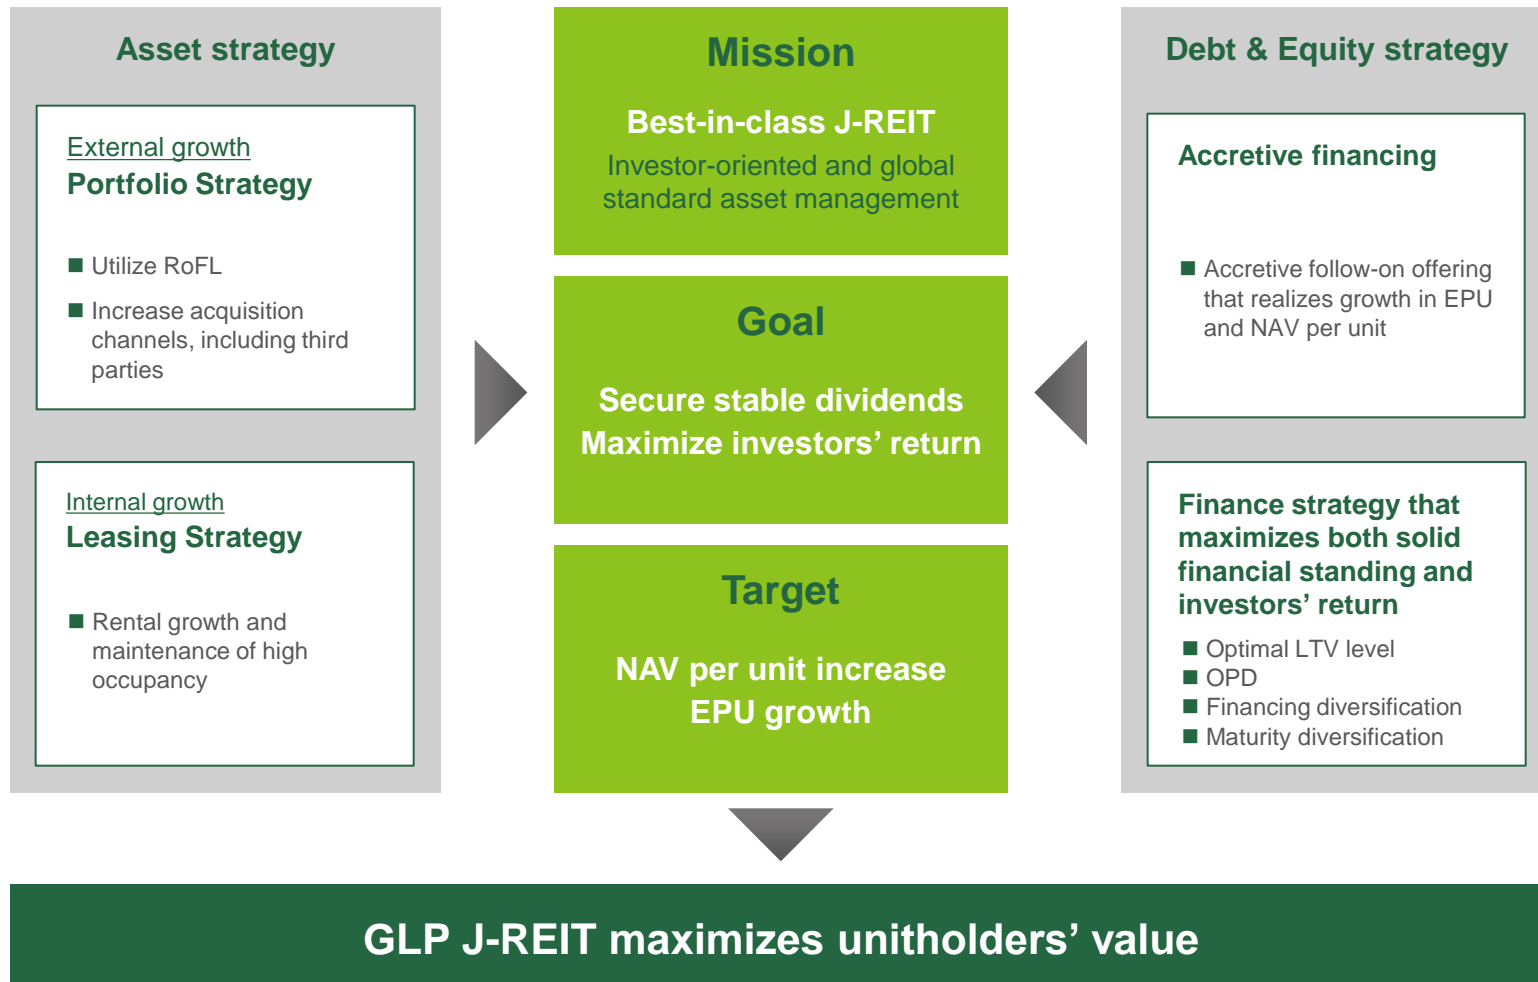 Asset strategy
External growth
Portfolio Strategy
■ Utilize RoFL
■ Increase acquisition
channels, including third
parties
Internal growth
Leasing Strategy
■ Rental growth and
maintenance of high
occupancy
Mission
Best-in-class J-REIT
Investor-oriented and global
standard asset management
Goal
Secure stable dividends
Maximize investors’ return
Target
NAV per unit increase
EPU growth
Debt & Equity strategy
Accretive financing
■ Accretive follow-on offering
that realizes growth in EPU
and NAV per unit
Finance strategy that
maximizes both solid
financial standing and
investors’ return
■ Optimal LTV level
■ OPD
■ Financing diversification
■ Maturity diversification
GLP J-REIT maximizes unitholders’ value